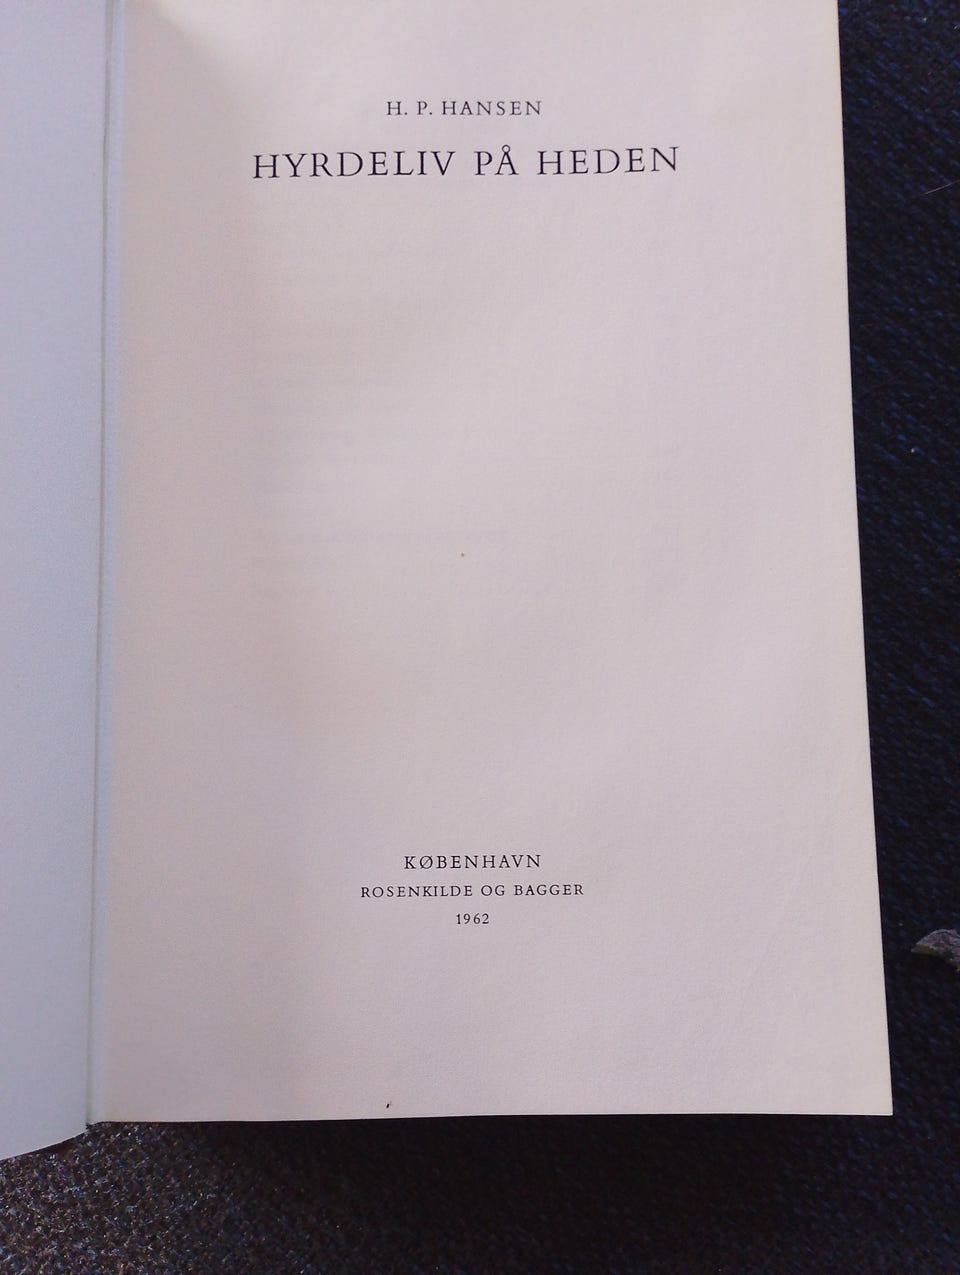 H. P. HANSEN
HYRDELIV PÅ HEDEN
KØBENHAVN
ROSENKILDE OG BAGGER
1962